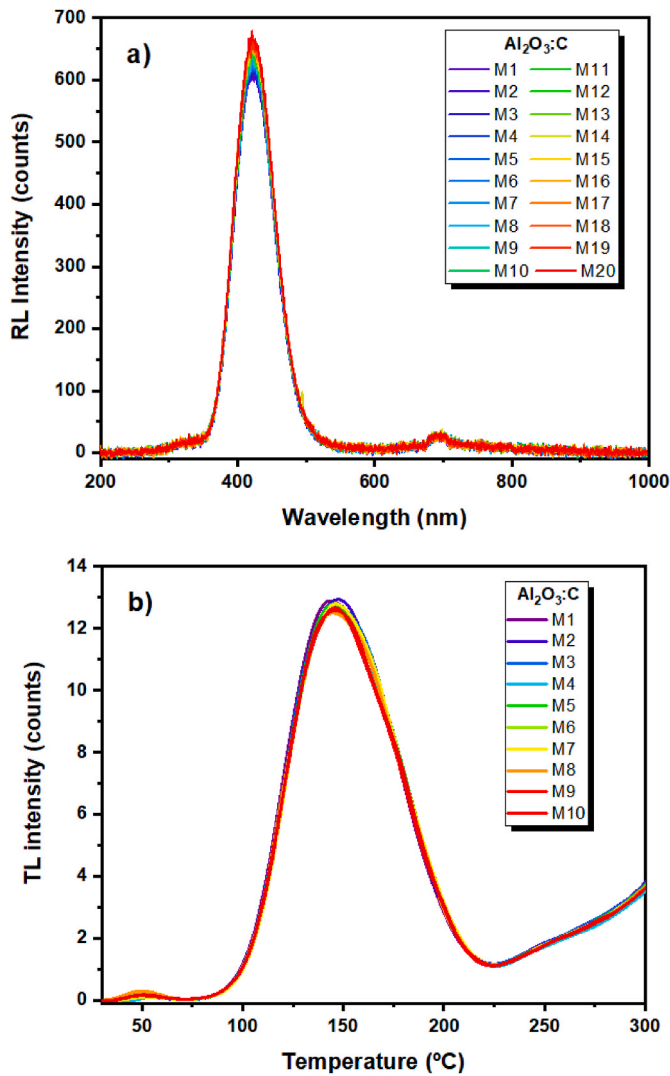 a)
Al₂O₃:C
M1 M11
M2 M12
M3 M13
M4 M14
M5 M15
M6 M16
M7 M17
M8 M18
M9 M19
M10 M20
RL Intensity (counts)
700
600
500
400
300
200
100
0
200 400 600 800 1000
Wavelength (nm)
b)
Al₂O₃:C
M1
M2
M3
M4
M5
M6
M7
M8
M9
M10
TL intensity (counts)
14
12
10
8
6
4
2
0
50 100 150 200 250 300
Temperature (ºC)